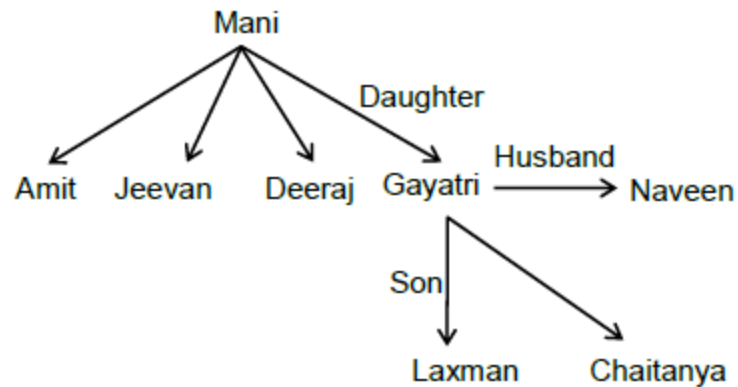 Mani
Daughter
Husband
Amit Jeevan Deeraj Gayatri Naveen
Son
Laxman Chaitanya